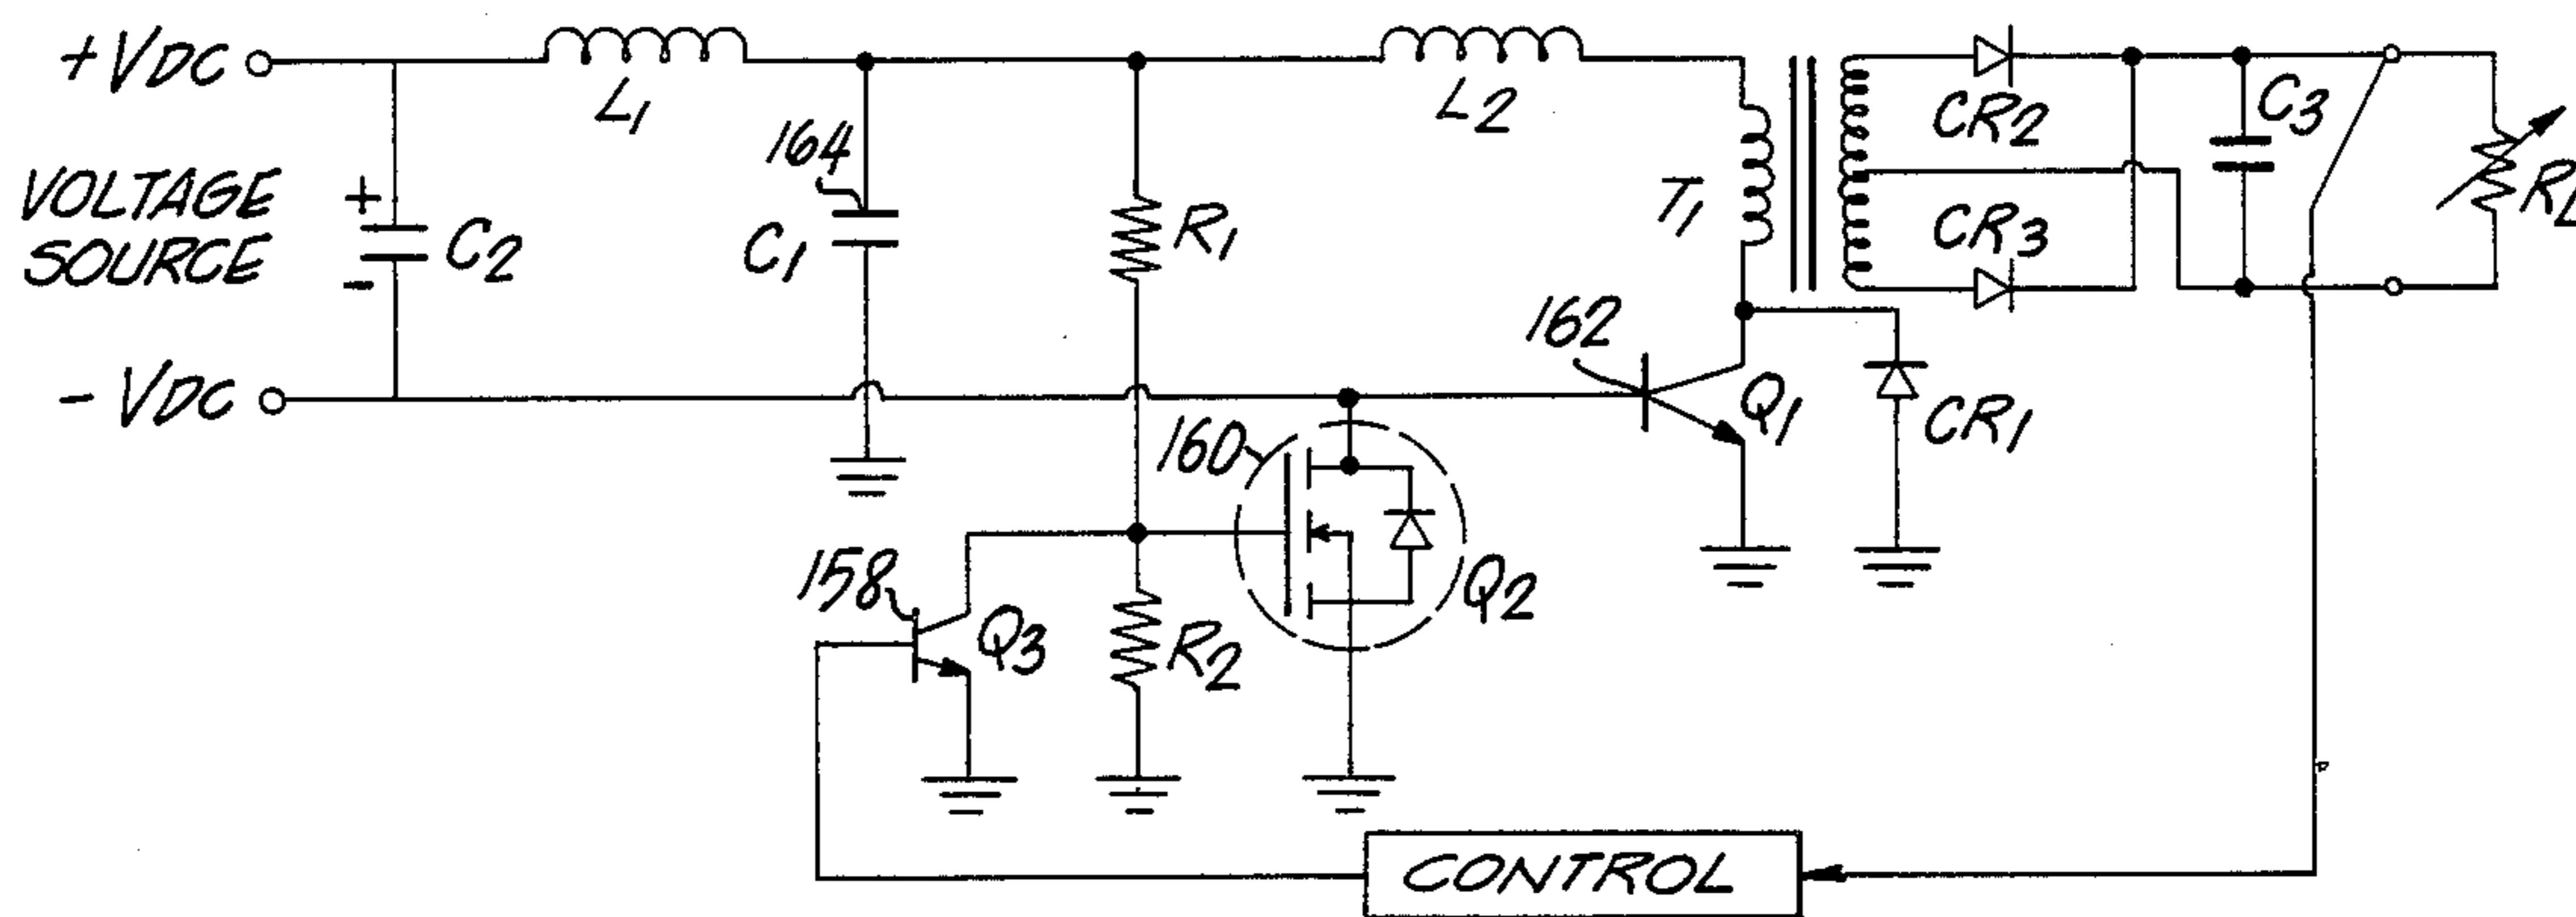 +VDC
L1
L2
T1
CR2
C3
RL
164
VOLTAGE
SOURCE
+
-
C2
C1
R1
CR3
162
- VDC
Q1
CR1
160
158
Q3
R2
Q2
CONTROL